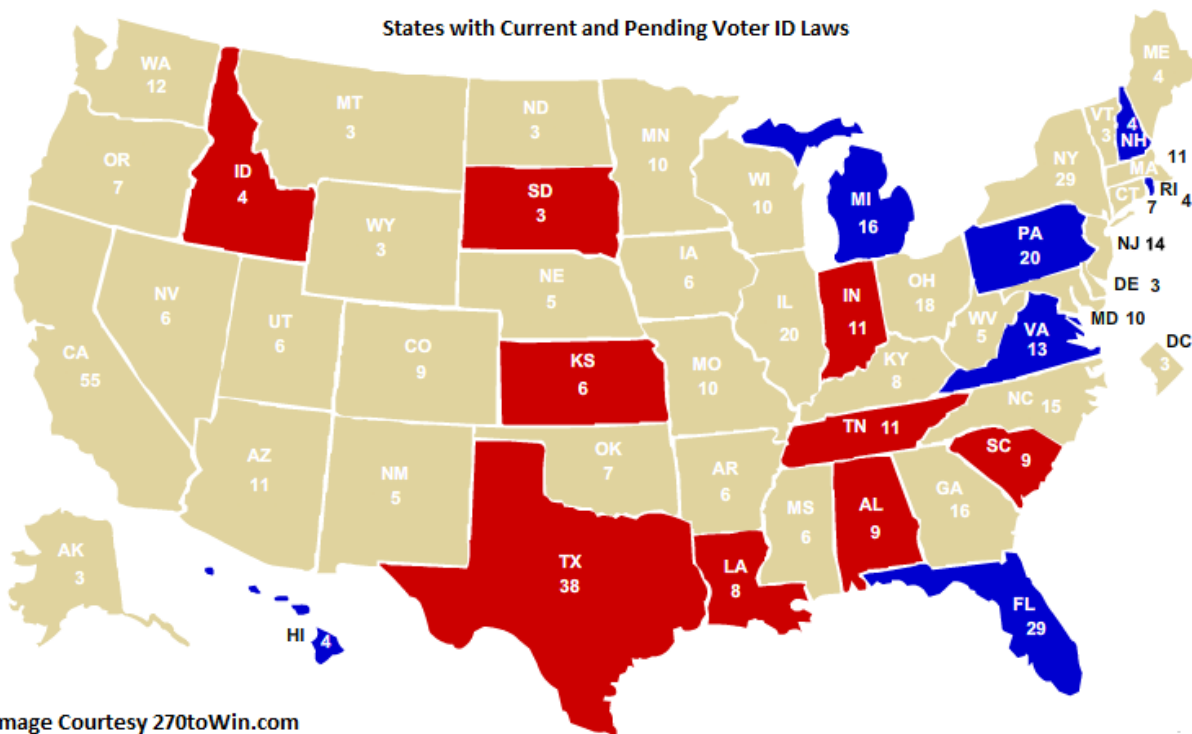 States with Current and Pending Voter ID Laws
WA
12
MT
3
ND
3
MN
10
ME
4
VT
3
4
NH
OR
7
ID
4
SD
3
WI
10
MI
16
NY
29
11
MA
CT
RI
4
7
WY
3
IA
6
PA
20
NJ 14
NE
5
OH
18
DE 3
NV
6
UT
6
IL
20
IN
11
WV
5
VA
13
MD 10
DC
3
CA
55
CO
9
KS
6
MO
10
KY
8
NC 15
TN 11
AZ
11
NM
5
OK
7
AR
6
SC
9
MS
6
AL
9
GA
16
AK
3
TX
38
LA
8
FL
29
HI
4
mage Courtesy 270toWin.com